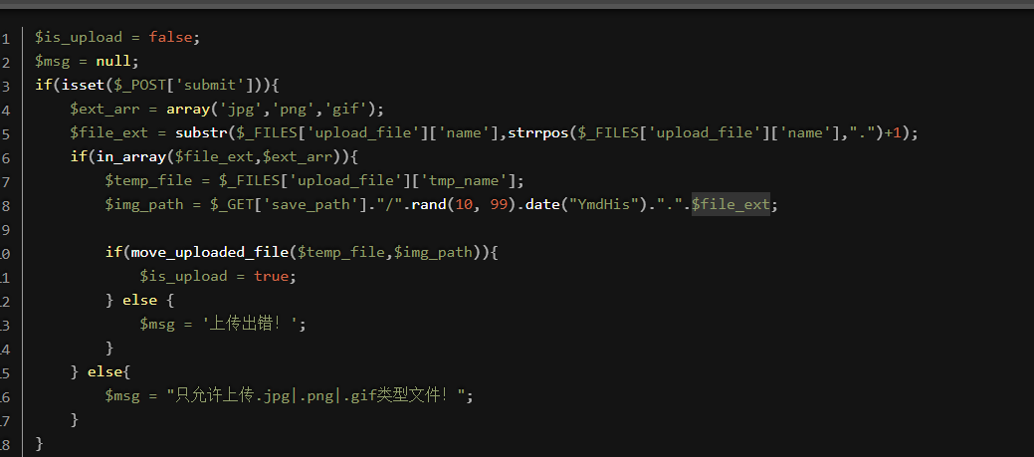 1 $is_upload = false;
2 $msg = null;
3 if(isset($_POST['submit'])){
4 $ext_arr = array('jpg','png','gif');
5 $file_ext = substr($_FILES['upload_file']['name'],strrpos($_FILES['upload_file']['name'],".")+1);
6 if(in_array($file_ext,$ext_arr)){
7 $temp_file = $_FILES['upload_file']['tmp_name'];
8 $img_path = $_GET['save_path']."/".rand(10, 99).date("YmdHis").".".$file_ext;
9
10 if(move_uploaded_file($temp_file,$img_path)){
11 $is_upload = true;
12 } else {
13 $msg = '上传出错! ';
14 }
15 } else{
16 $msg = "只允许上传.jpg|.png|.gif类型文件! ";
17 }
18 }